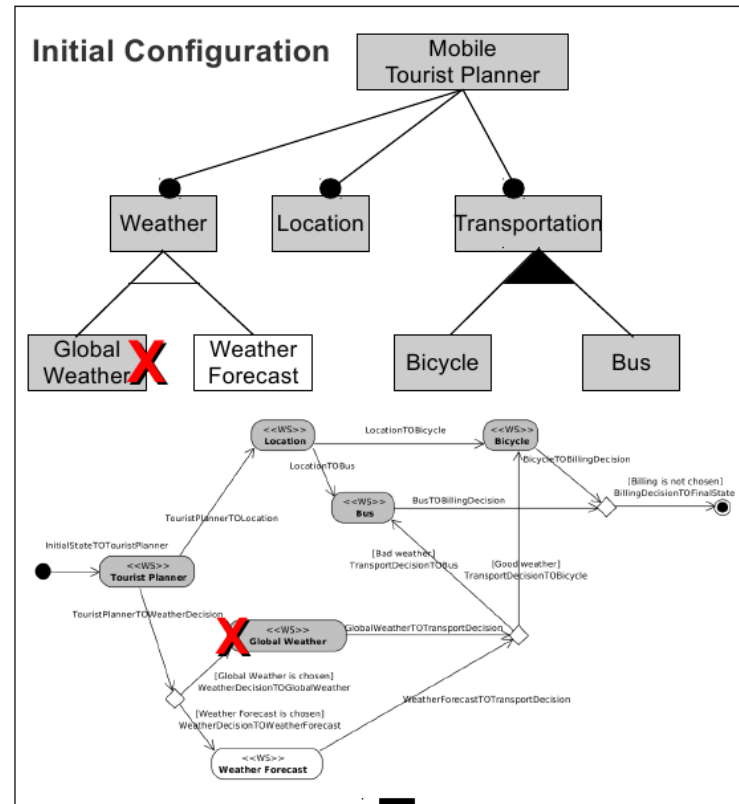 Initial Configuration
Mobile
Tourist Planner
Weather
Location
Transportation
Global
Weather
X
Weather
Forecast
Bicycle
Bus
<<WS>>
Location
LocationTOBicycle
<<WS>>
Bicycle
LocationTOBus
BicycleTOBillingDecision
<<WS>>
Bus
BusTOBillingDecision
[Billing is not chosen]
BillingDecisionTOFinalState
TouristPlannerTOLocation
InitialStateTOTouristPlanner
[Bad weather]
TransportDecisionTOBus
[Good weather]
TransportDecisionTOBicycle
<<WS>>
Tourist Planner
TouristPlannerTOWeatherDecision
X
<<WS>>
Global Weather
GlobalWeatherTOTransportDecision
[Global Weather is chosen]
WeatherDecisionTOGlobalWeather
WeatherForecastTOTransportDecision
[Weather Forecast is chosen]
WeatherDecisionTOWeatherForecast
<<WS>>
Weather Forecast